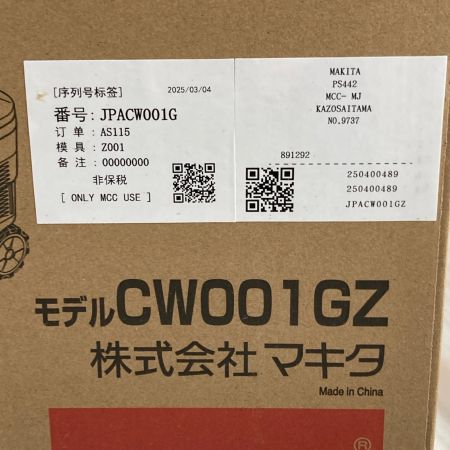 [序列号标签] 2025/03/04
番号: JPACW001G
订 单 : AS115
模 具 : Z001
备 注 : 00000000
非保税
[ ONLY MCC USE ]
MAKITA
PS442
MCC- MJ
KAZOSAITAMA
NO.9737
891292
250400489
250400489
JPACW001GZ
モデルCW001GZ
株式会社マキタ
Made in China
®